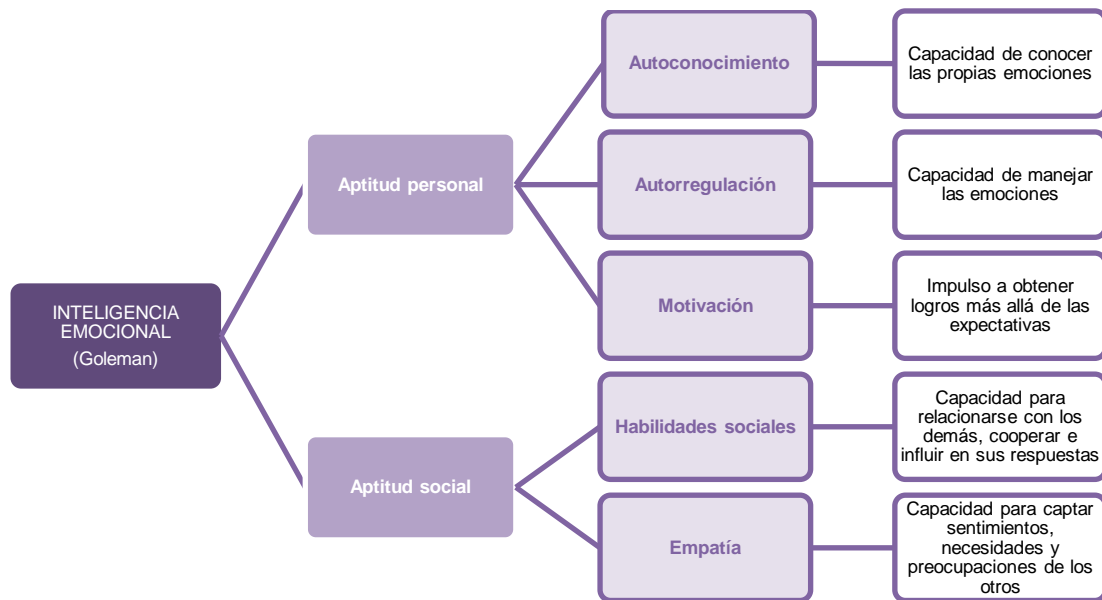 INTELIGENCIA
EMOCIONAL
(Goleman)
Aptitud personal
Autoconocimiento
Capacidad de conocer
las propias emociones
Autorregulación
Capacidad de manejar
las emociones
Motivación
Impulso a obtener
logros más allá de las
expectativas
Aptitud social
Habilidades sociales
Capacidad para
relacionarse con los
demás, cooperar e
influir en sus respuestas
Empatía
Capacidad para captar
sentimientos,
necesidades y
preocupaciones de los
otros